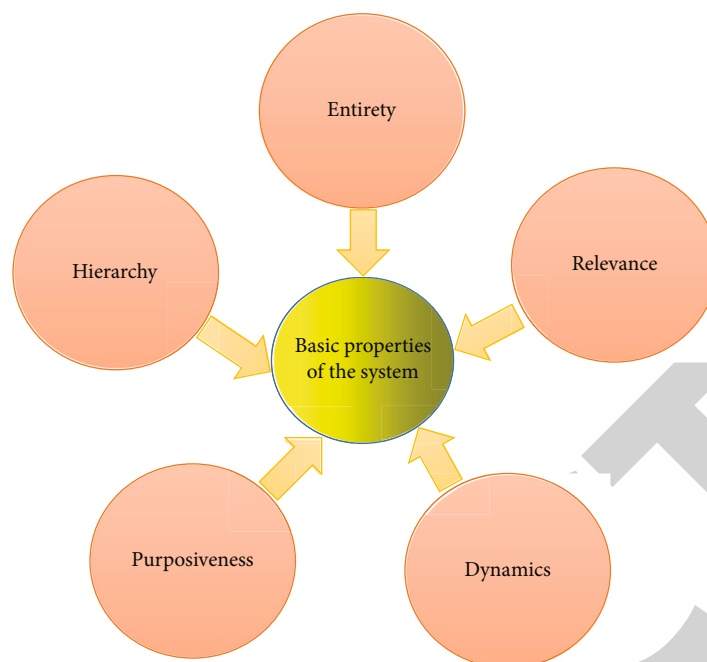 Entirety
Hierarchy
Relevance
Basic properties
of the system
Purposiveness
Dynamics